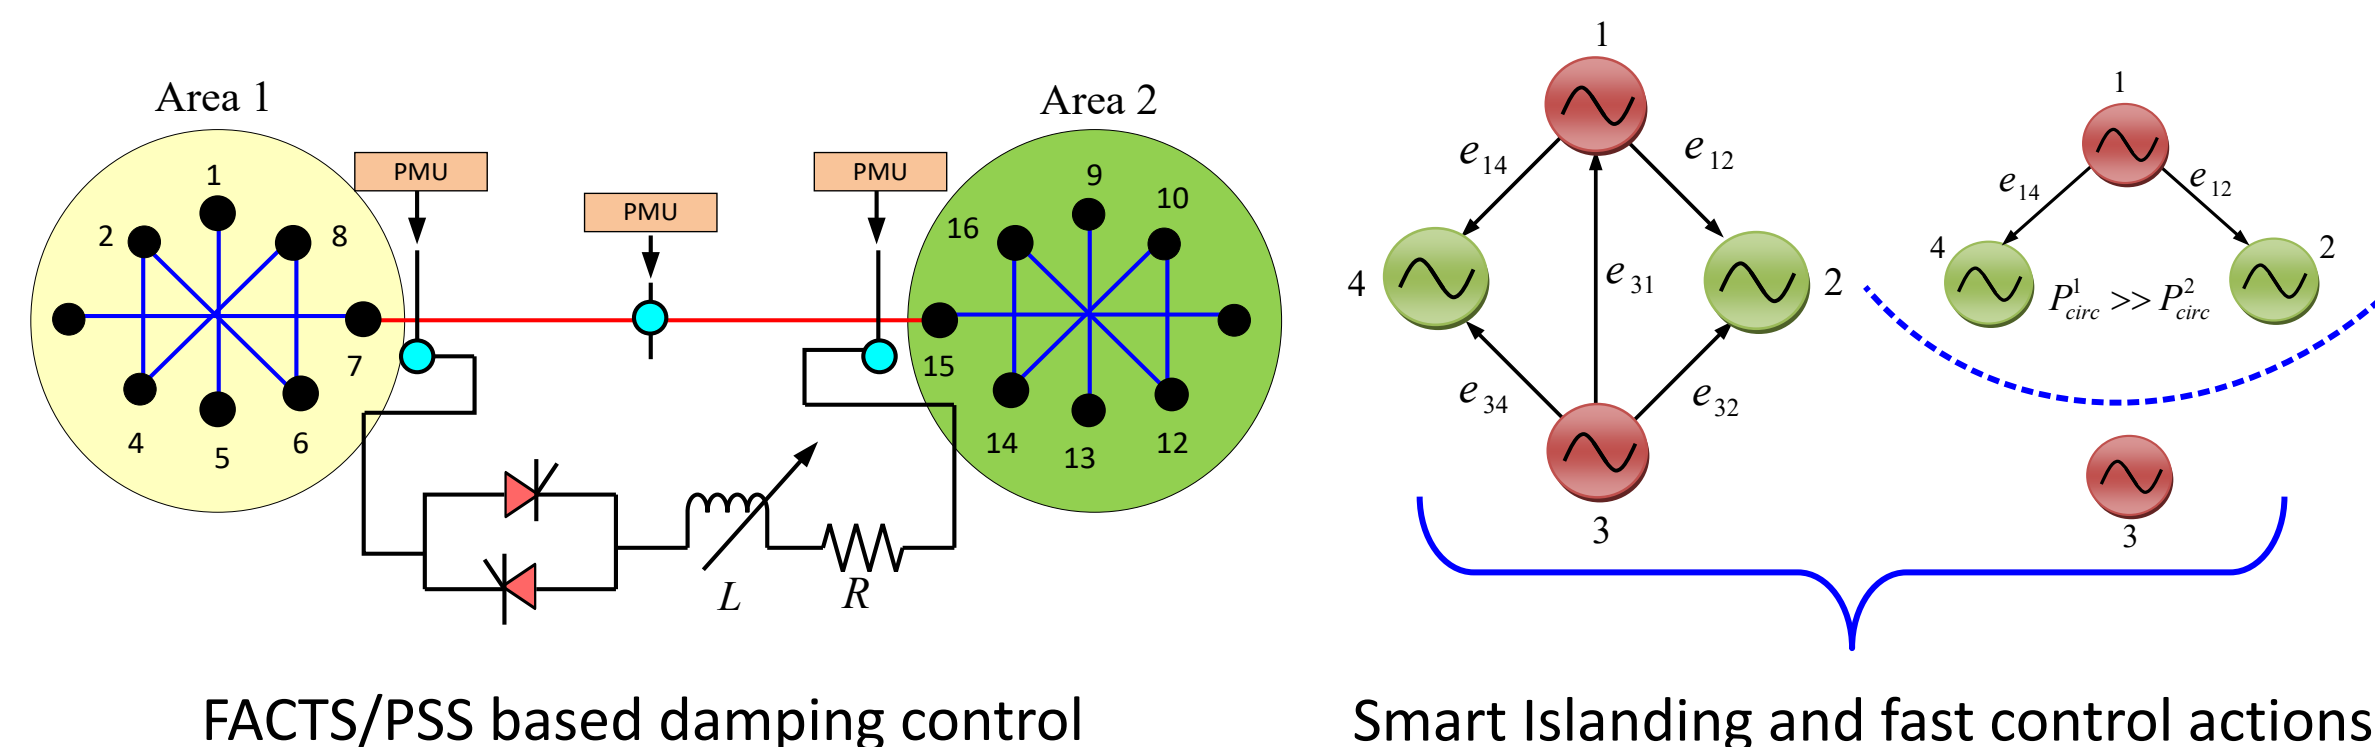 Area 1
PMU
PMU
PMU
Area 2
1
2
8
7
4
5
6
9
10
16
15
14
13
12
L
R
1
e14
e12
4
e31
2
e34
e32
3
1
e14
e12
4
2
P^1_circ >> P^2_circ
3
FACTS/PSS based damping control
Smart Islanding and fast control actions